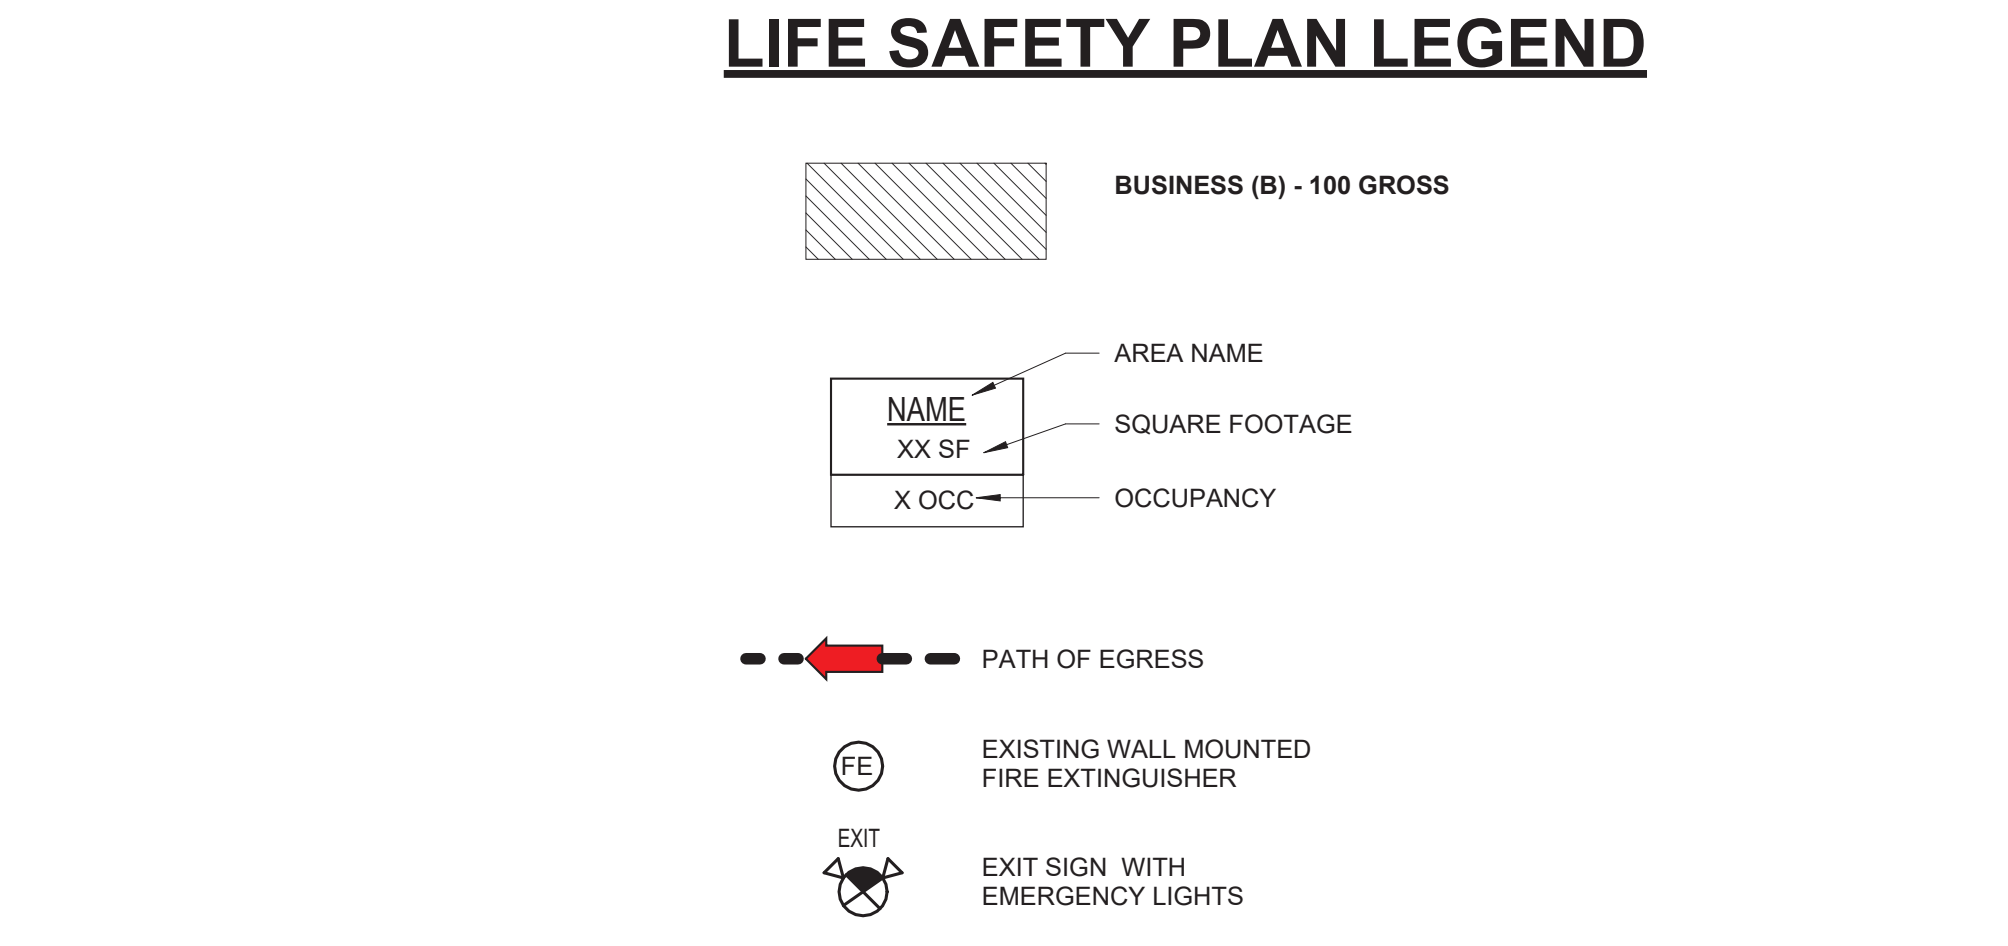 LIFE SAFETY PLAN LEGEND
BUSINESS (B) - 100 GROSS
AREA NAME
NAME
SQUARE FOOTAGE
XX SF
X OCC
OCCUPANCY
PATH OF EGRESS
FE
EXISTING WALL MOUNTED
FIRE EXTINGUISHER
EXIT
EXIT SIGN WITH
EMERGENCY LIGHTS